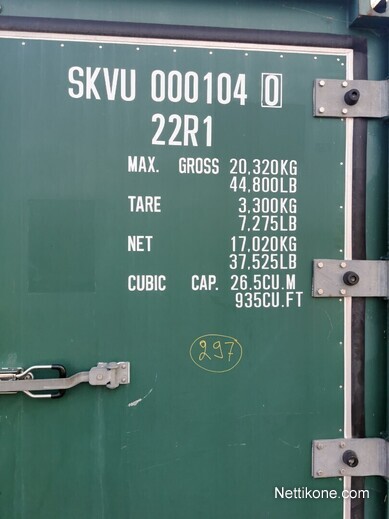 SKVU 000104 0
22R1
MAX. GROSS 20,320KG
44,800LB
TARE 3,300KG
7,275LB
NET 17,020KG
37,525LB
CUBIC CAP. 26.5CU.M
935CU.FT
297
Nettikone.com